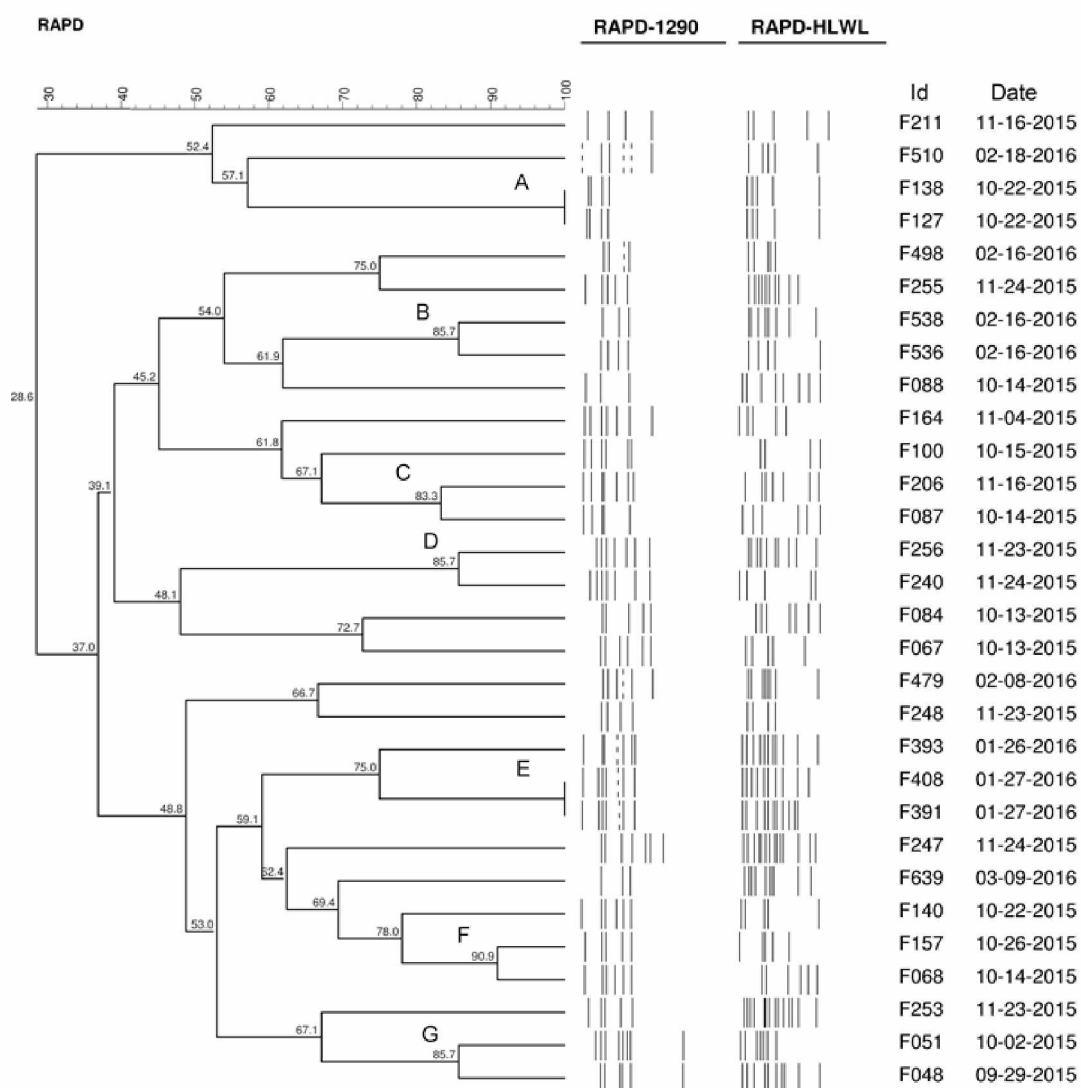 RAPD RAPD-1290 RAPD-HLWL
30 40 50 60 70 80 90 100
Id Date
F211 11-16-2015
52.4
F510 02-18-2016
57.1
A
F138 10-22-2015
F127 10-22-2015
F498 02-16-2016
75.0
F255 11-24-2015
54.0
B
F538 02-16-2016
85.7
F536 02-16-2016
61.9
45.2
F088 10-14-2015
28.6
F164 11-04-2015
61.8
F100 10-15-2015
67.1
C
39.1
F206 11-16-2015
83.3
F087 10-14-2015
D
F256 11-23-2015
85.7
F240 11-24-2015
48.1
F084 10-13-2015
72.7
37.0
F067 10-13-2015
F479 02-08-2016
66.7
F248 11-23-2015
F393 01-26-2016
75.0
E
F408 01-27-2016
48.8
F391 01-27-2016
59.1
F247 11-24-2015
62.4
F639 03-09-2016
69.4
F140 10-22-2015
53.0
78.0
F
F157 10-26-2015
90.9
F068 10-14-2015
F253 11-23-2015
67.1
G
F051 10-02-2015
85.7
F048 09-29-2015